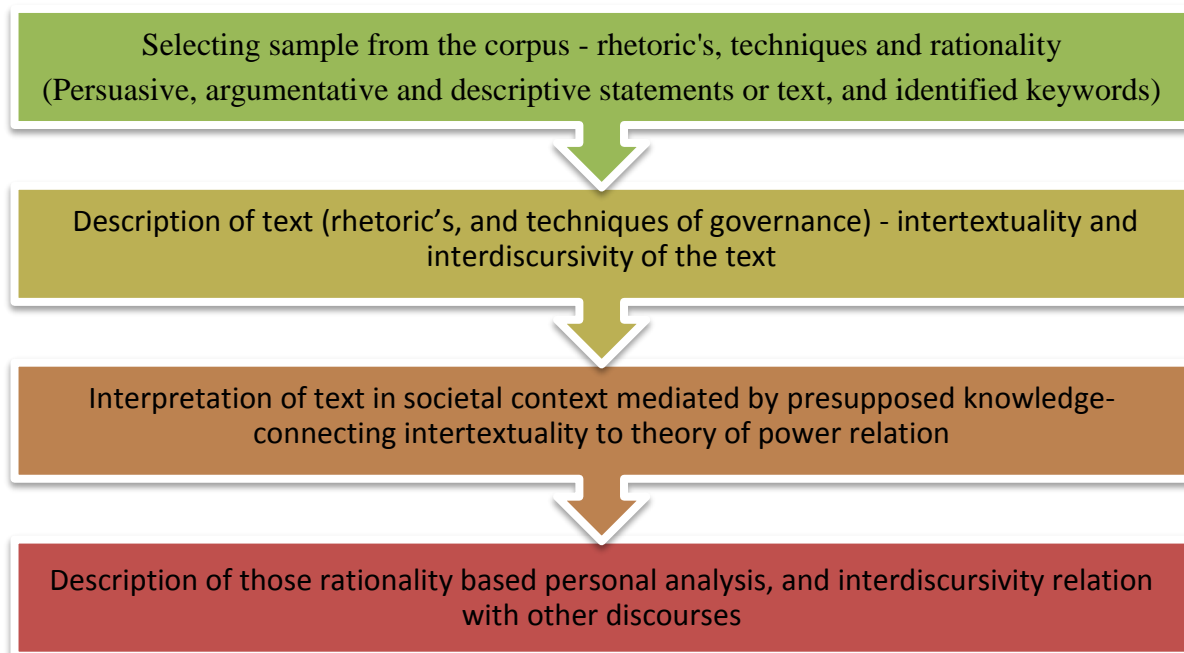 Selecting sample from the corpus - rhetoric's, techniques and rationality
(Persuasive, argumentative and descriptive statements or text, and identified keywords)
Description of text (rhetoric’s, and techniques of governance) - intertextuality and
interdiscursivity of the text
Interpretation of text in societal context mediated by presupposed knowledge-
connecting intertextuality to theory of power relation
Description of those rationality based personal analysis, and interdiscursivity relation
with other discourses